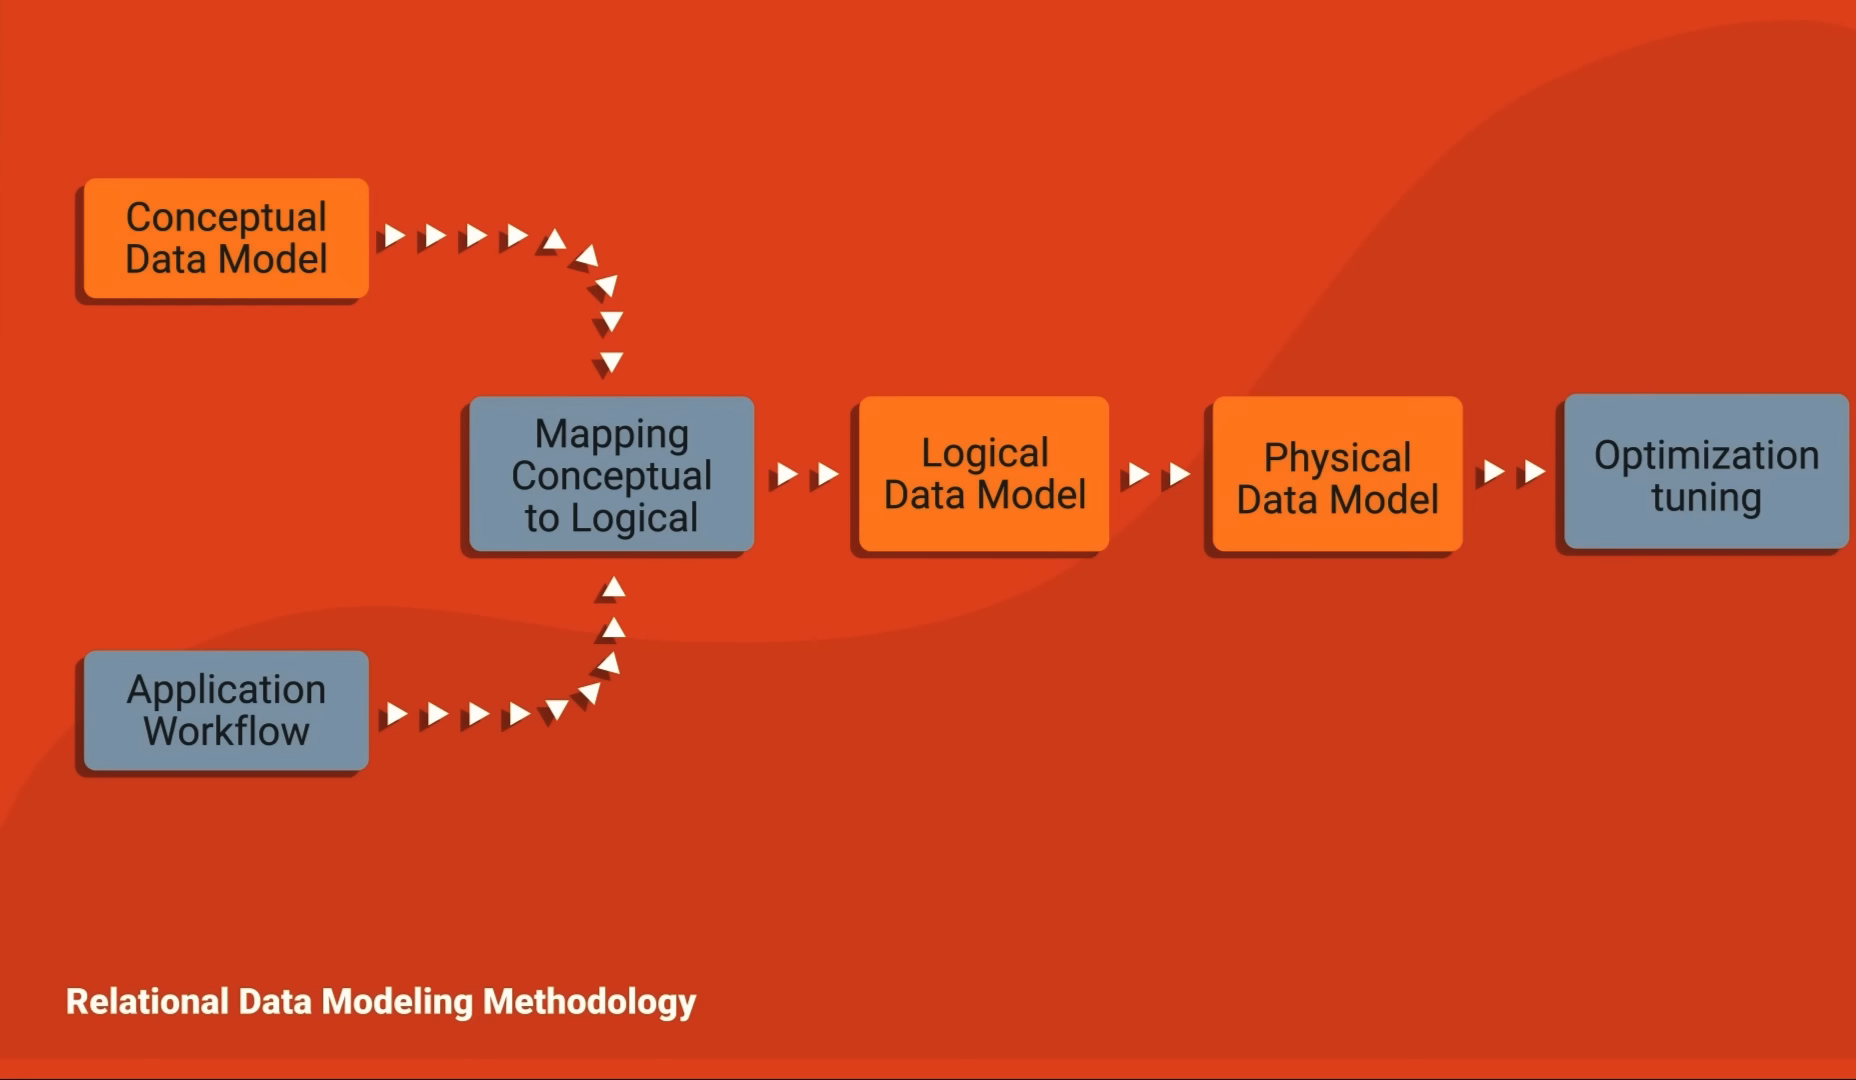 Conceptual
Data Model
Mapping
Conceptual
to Logical
Logical
Data Model
Physical
Data Model
Optimization
tuning
Application
Workflow
Relational Data Modeling Methodology